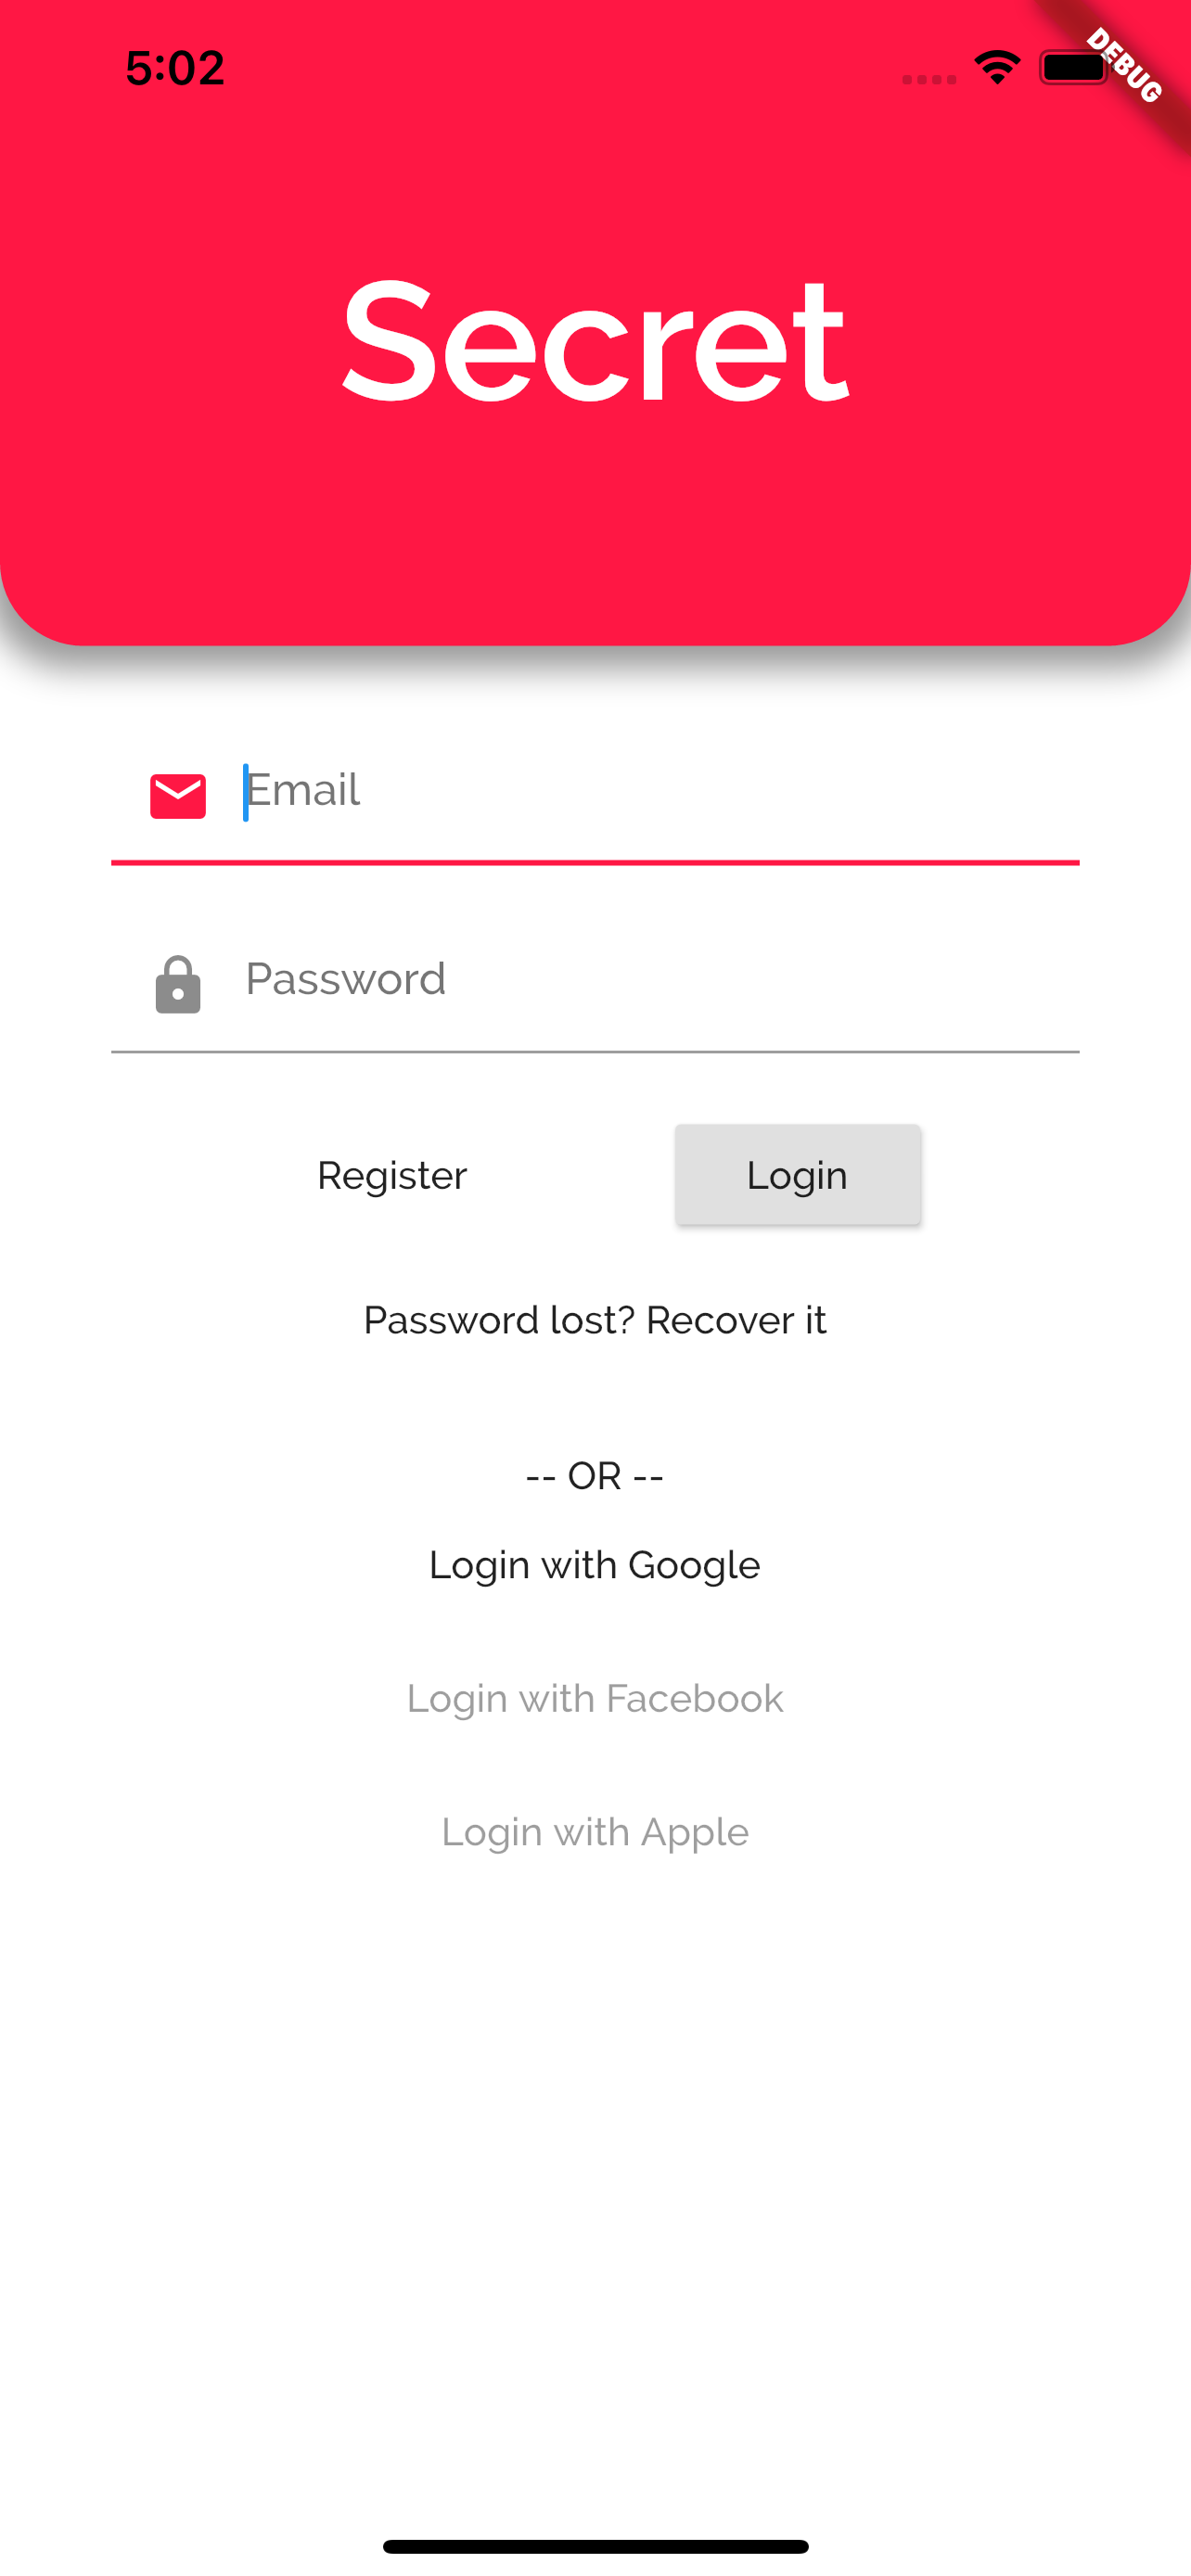 5:02
DEBUG
Secret
Email
Password
Register Login
Password lost? Recover it
-- OR --
Login with Google
Login with Facebook
Login with Apple